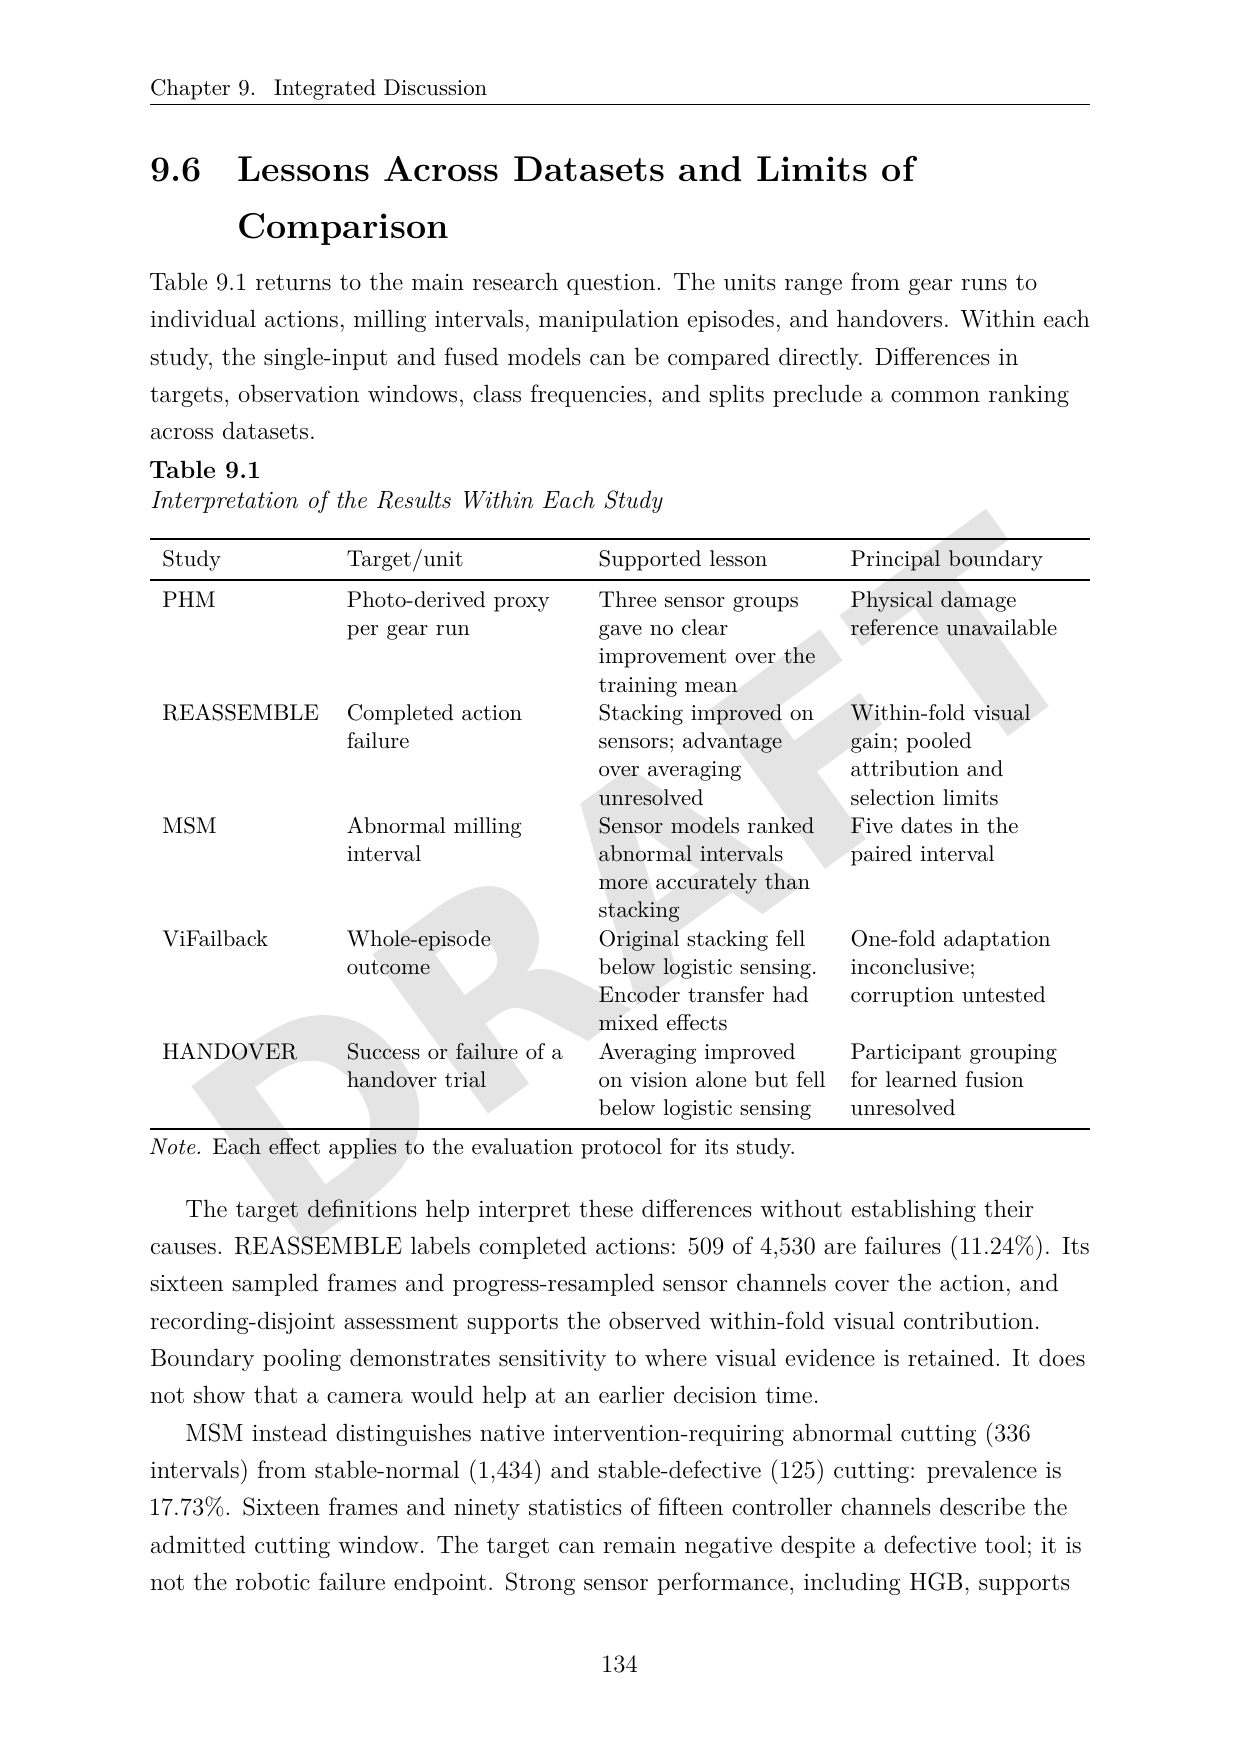 Chapter 9. Integrated Discussion
9.6 Lessons Across Datasets and Limits of
Comparison
Table 9.1 returns to the main research question. The units range from gear runs to
individual actions, milling intervals, manipulation episodes, and handovers. Within each
study, the single-input and fused models can be compared directly. Differences in
targets, observation windows, class frequencies, and splits preclude a common ranking
across datasets.
Table 9.1
Interpretation of the Results Within Each Study
Study Target/unit Supported lesson Principal boundary
PHM Photo-derived proxy Three sensor groups Physical damage
per gear run gave no clear reference unavailable
improvement over the
training mean
REASSEMBLE Completed action Stacking improved on Within-fold visual
failure sensors; advantage gain; pooled
over averaging attribution and
unresolved selection limits
MSM Abnormal milling Sensor models ranked Five dates in the
interval abnormal intervals paired interval
more accurately than
stacking
ViFailback Whole-episode Original stacking fell One-fold adaptation
outcome below logistic sensing. inconclusive;
Encoder transfer had corruption untested
mixed effects
HANDOVER Success or failure of a Averaging improved Participant grouping
handover trial on vision alone but fell for learned fusion
below logistic sensing unresolved
Note. Each effect applies to the evaluation protocol for its study.
The target definitions help interpret these differences without establishing their
causes. REASSEMBLE labels completed actions: 509 of 4,530 are failures (11.24%). Its
sixteen sampled frames and progress-resampled sensor channels cover the action, and
recording-disjoint assessment supports the observed within-fold visual contribution.
Boundary pooling demonstrates sensitivity to where visual evidence is retained. It does
not show that a camera would help at an earlier decision time.
MSM instead distinguishes native intervention-requiring abnormal cutting (336
intervals) from stable-normal (1,434) and stable-defective (125) cutting: prevalence is
17.73%. Sixteen frames and ninety statistics of fifteen controller channels describe the
admitted cutting window. The target can remain negative despite a defective tool; it is
not the robotic failure endpoint. Strong sensor performance, including HGB, supports
134
DRAFT